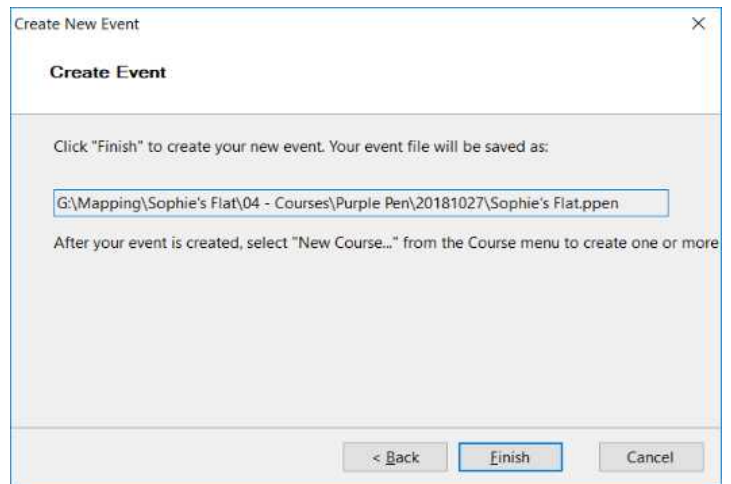 Create New Event
Create Event
Click "Finish" to create your new event. Your event file will be saved as:
G:\Mapping\Sophie's Flat\04 - Courses\Purple Pen\20181027\Sophie's Flat.ppen
After your event is created, select "New Course..." from the Course menu to create one or more
< Back Finish Cancel